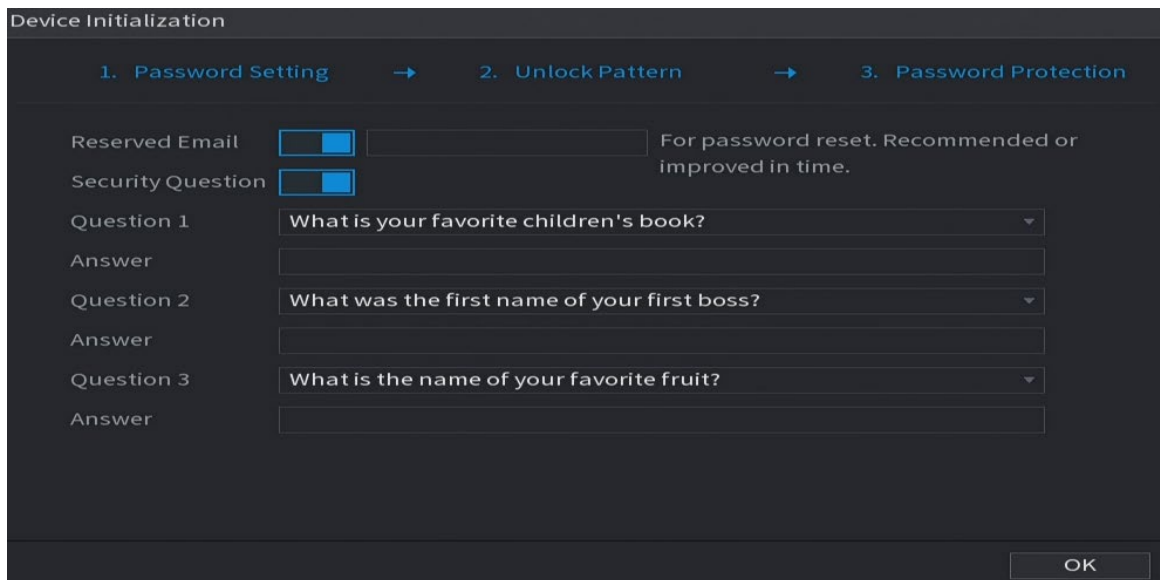 Device Initialization
1. Password Setting → 2. Unlock Pattern → 3. Password Protection
Reserved Email
For password reset. Recommended or
improved in time.
Security Question
Question 1 What is your favorite children's book?
Answer
Question 2 What was the first name of your first boss?
Answer
Question 3 What is the name of your favorite fruit?
Answer
OK